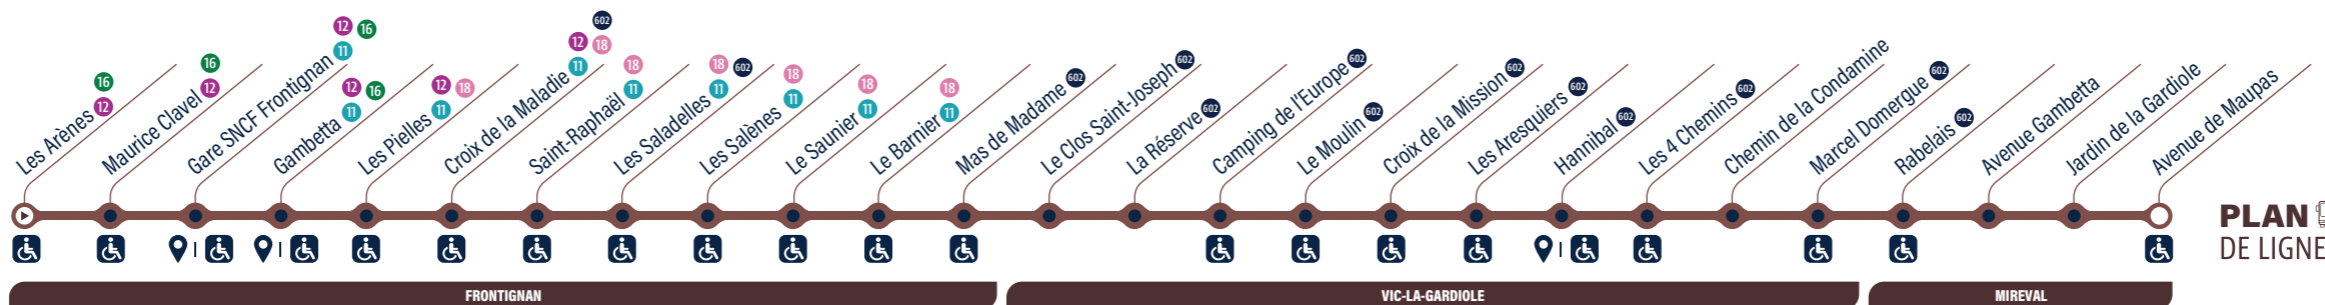 Les Arènes 12 16
Maurice Clavel 12 16
Gare SNCF Frontignan 11 12 16
Gambetta 11 12 16
Les Pielles 11 12 18
Croix de la Maladie 11 12 18 602
Saint-Raphaël 11 18
Les Saladelles 11 18 602
Les Salènes 11 18
Le Saunier 11 18
Le Barnier 11 18
Mas de Madame 602
Le Clos Saint-Joseph 602
La Réserve 602
Camping de l'Europe 602
Le Moulin 602
Croix de la Mission 602
Les Aresquiers 602
Hannibal 602
Les 4 Chemins 602
Chemin de la Condamine
Marcel Domergue 602
Rabelais 602
Avenue Gambetta
Jardin de la Gardiole
Avenue de Maupas
PLAN
DE LIGNE
FRONTIGNAN
VIC-LA-GARDIOLE
MIREVAL